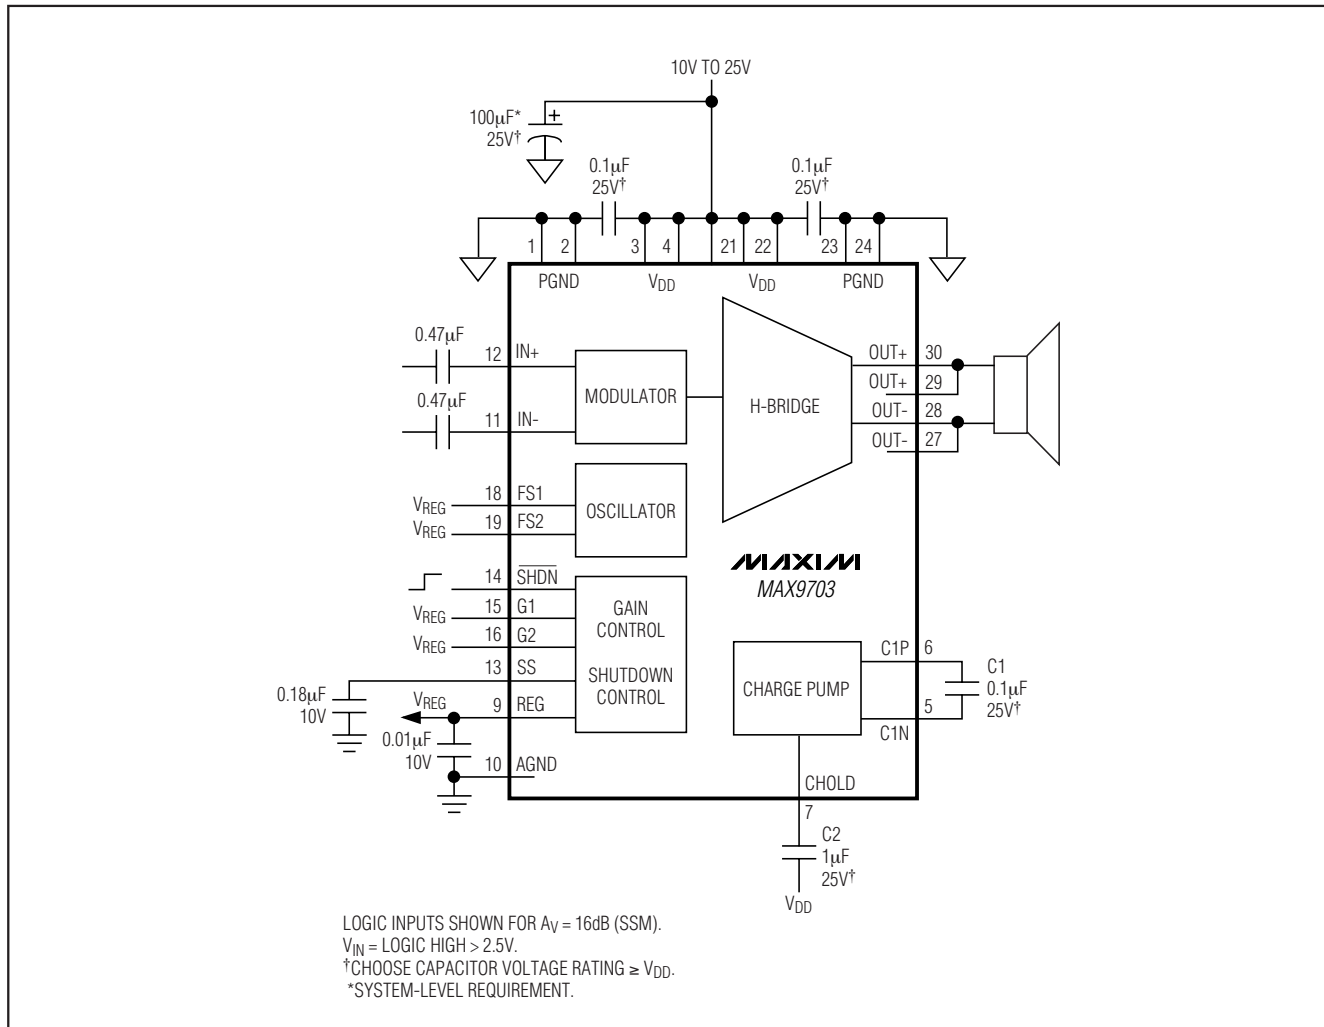 10V TO 25V
100µF*
25V†
+
0.1µF
25V†
0.1µF
25V†
1 2 3 4 21 22 23 24
PGND VDD VDD PGND
0.47µF
12 IN+
0.47µF
11 IN-
MODULATOR
H-BRIDGE
OUT+ 30
OUT+ 29
OUT- 28
OUT- 27
VREG 18 FS1
VREG 19 FS2
OSCILLATOR
MAXIM
MAX9703
14 SHDN
VREG 15 G1
VREG 16 G2
13 SS
GAIN
CONTROL
SHUTDOWN
CONTROL
0.18µF
10V
VREG 9 REG
0.01µF
10V
10 AGND
CHARGE PUMP
C1P 6
C1N 5
C1
0.1µF
25V†
CHOLD
7
C2
1µF
25V†
VDD
LOGIC INPUTS SHOWN FOR AV = 16dB (SSM).
VIN = LOGIC HIGH > 2.5V.
†CHOOSE CAPACITOR VOLTAGE RATING ≥ VDD.
*SYSTEM-LEVEL REQUIREMENT.